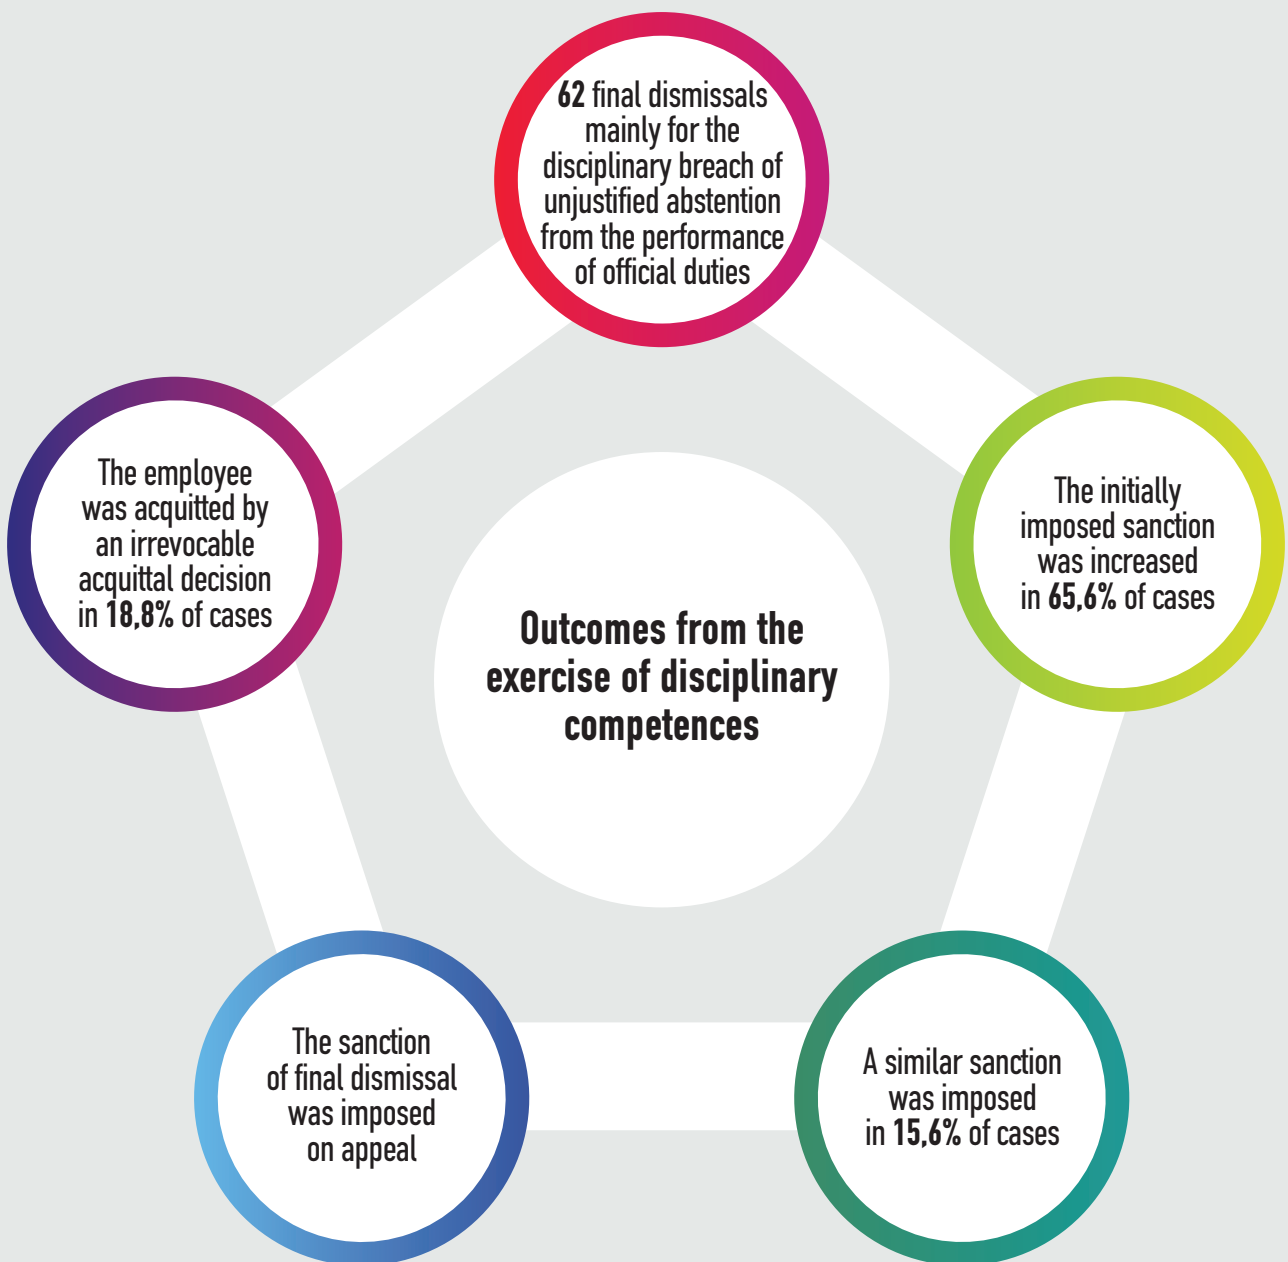 62 final dismissals
mainly for the
disciplinary breach of
unjustified abstention
from the performance
of official duties
The employee
was acquitted by
an irrevocable
acquittal decision
in 18,8% of cases
The initially
imposed sanction
was increased
in 65,6% of cases
Outcomes from the
exercise of disciplinary
competences
The sanction
of final dismissal
was imposed
on appeal
A similar sanction
was imposed
in 15,6% of cases